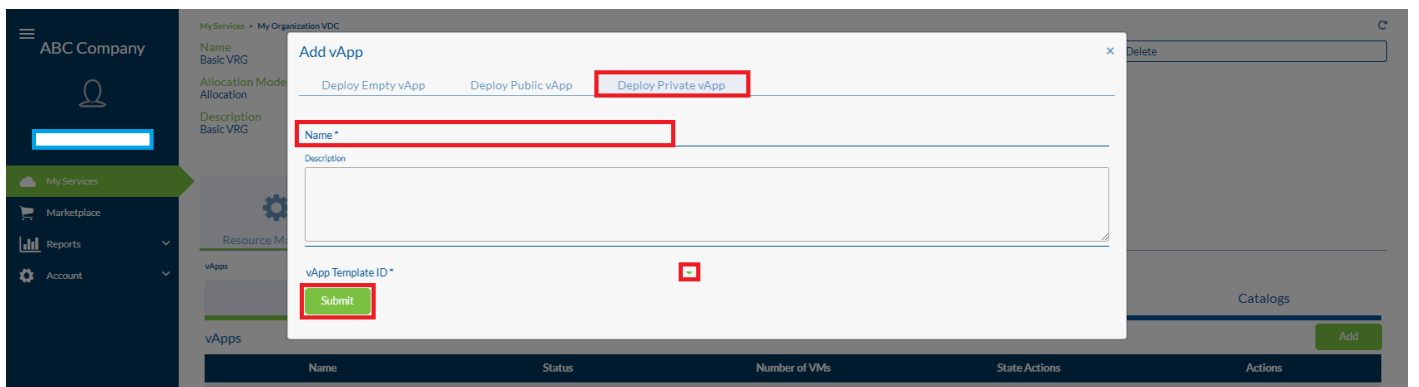 ABC Company
My Services
Marketplace
Reports
Account
My Services > My Organization VDC
Name
Basic VRG
Allocation Mode
Allocation
Description
Basic VRG
Delete
Resource M
vApps
Catalogs
vApps
Add
Name Status Number of VMs State Actions Actions
Add vApp ×
Deploy Empty vApp Deploy Public vApp Deploy Private vApp
Name *
Description
vApp Template ID *
Submit